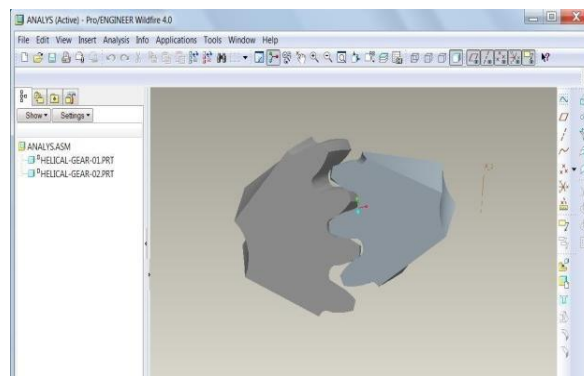 ANALYS (Active) - Pro/ENGINEER Wildfire 4.0
File Edit View Insert Analysis Info Applications Tools Window Help
Show Settings
ANALYS.ASM
HELICAL-GEAR-01.PRT
HELICAL-GEAR-02.PRT